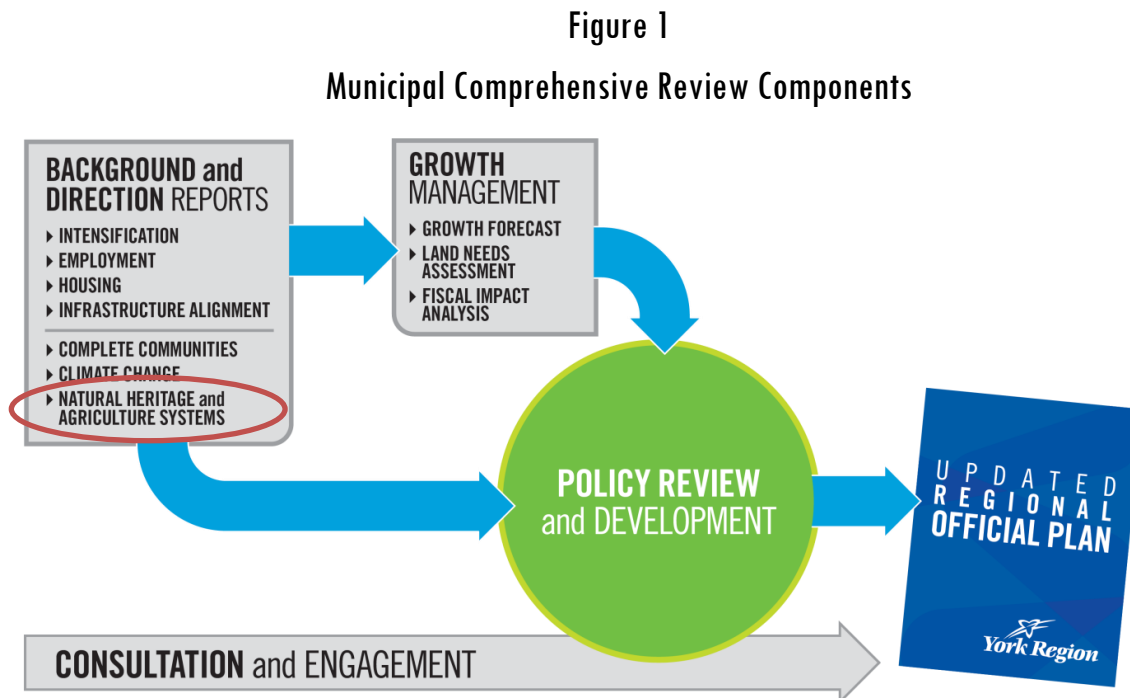 Figure 1
Municipal Comprehensive Review Components
BACKGROUND and
DIRECTION REPORTS
INTENSIFICATION
EMPLOYMENT
HOUSING
INFRASTRUCTURE ALIGNMENT
COMPLETE COMMUNITIES
CLIMATE CHANGE
NATURAL HERITAGE and
AGRICULTURE SYSTEMS
GROWTH
MANAGEMENT
GROWTH FORECAST
LAND NEEDS
ASSESSMENT
FISCAL IMPACT
ANALYSIS
POLICY REVIEW
and DEVELOPMENT
UPDATED
REGIONAL
OFFICIAL PLAN
York Region
CONSULTATION and ENGAGEMENT